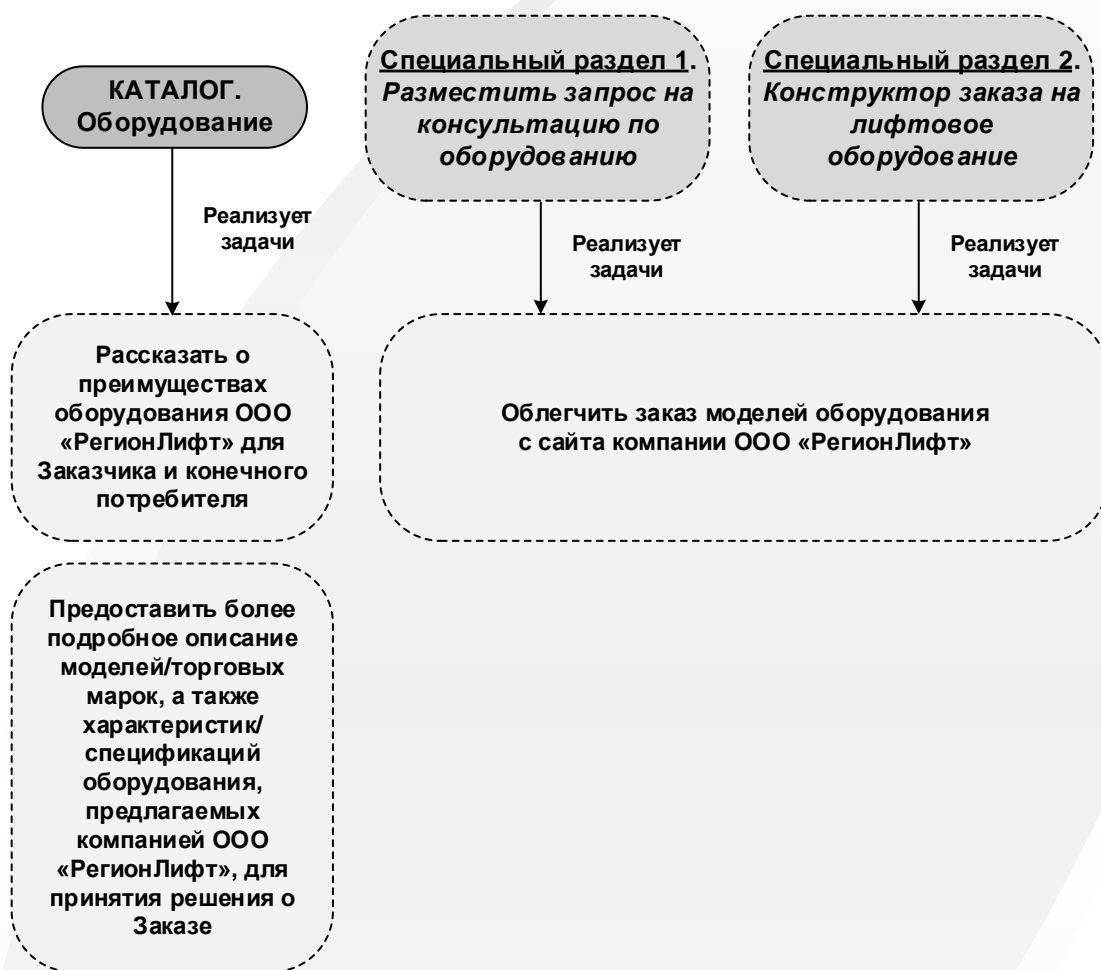 КАТАЛОГ.
Оборудование
Специальный раздел 1.
Разместить запрос на
консультацию по
оборудованию
Специальный раздел 2.
Конструктор заказа на
лифтовое
оборудование
Реализует
задачи
Реализует
задачи
Реализует
задачи
Рассказать о
преимуществах
оборудования ООО
«РегионЛифт» для
Заказчика и конечного
потребителя
Облегчить заказ моделей оборудования
с сайта компании ООО «РегионЛифт»
Предоставить более
подробное описание
моделей/торговых
марок, а также
характеристик/
спецификаций
оборудования,
предлагаемых
компанией ООО
«РегионЛифт», для
принятия решения о
Заказе